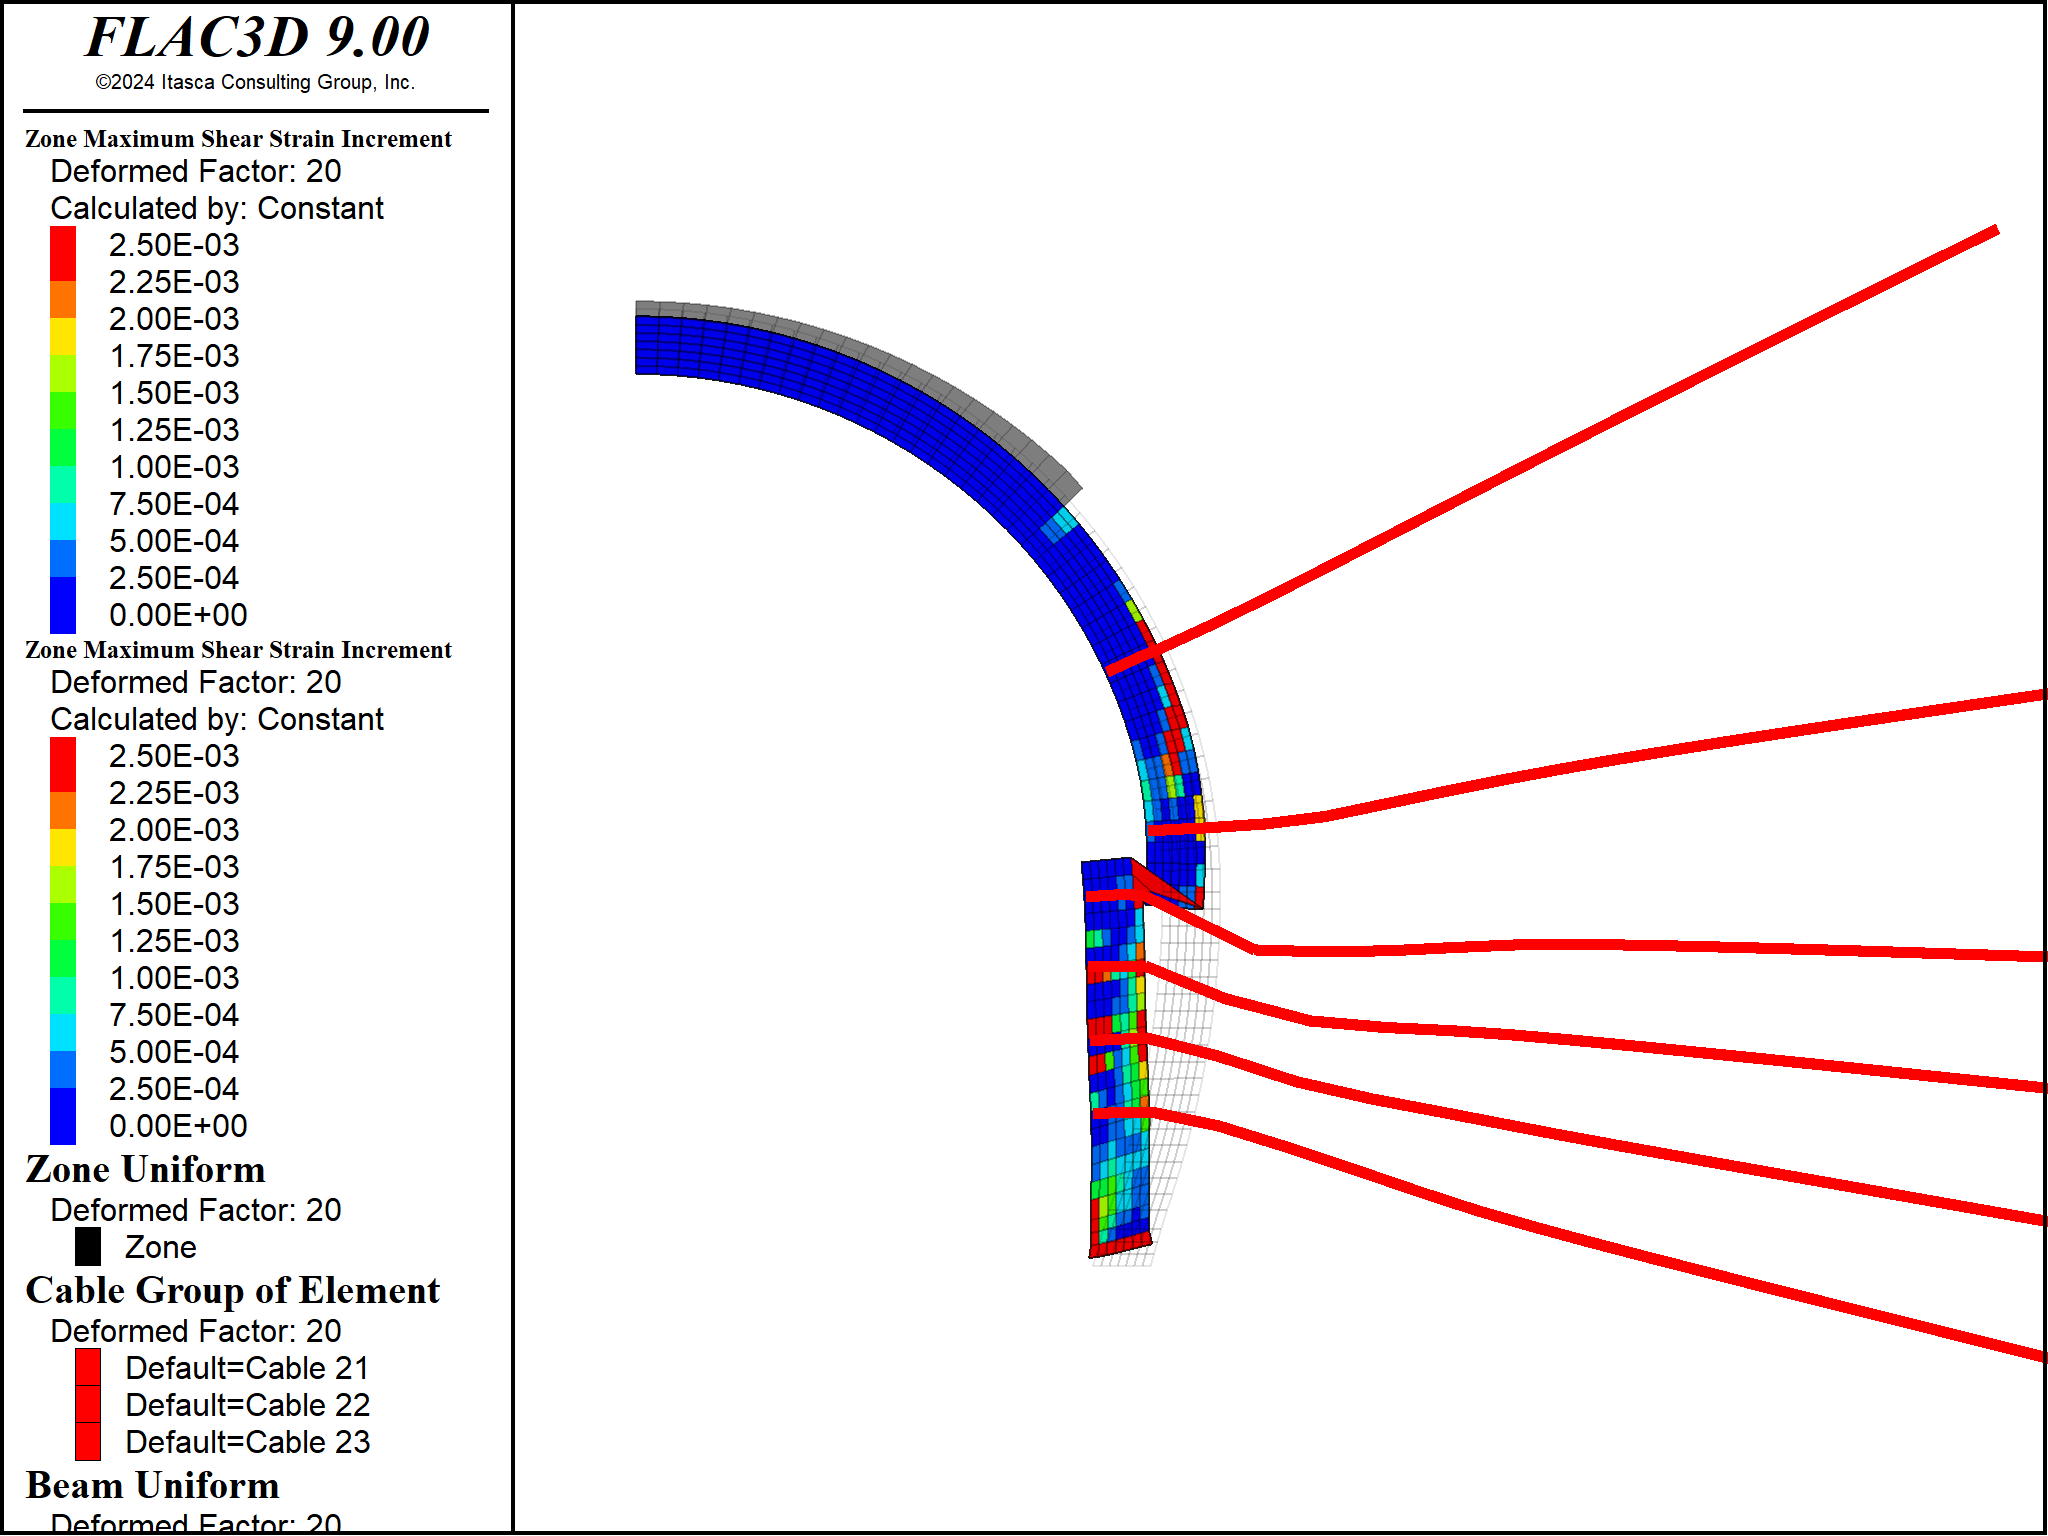 FLAC3D 9.00
©2024 Itasca Consulting Group, Inc.
Zone Maximum Shear Strain Increment
Deformed Factor: 20
Calculated by: Constant
2.50E-03
2.25E-03
2.00E-03
1.75E-03
1.50E-03
1.25E-03
1.00E-03
7.50E-04
5.00E-04
2.50E-04
0.00E+00
Zone Maximum Shear Strain Increment
Deformed Factor: 20
Calculated by: Constant
2.50E-03
2.25E-03
2.00E-03
1.75E-03
1.50E-03
1.25E-03
1.00E-03
7.50E-04
5.00E-04
2.50E-04
0.00E+00
Zone Uniform
Deformed Factor: 20
Zone
Cable Group of Element
Deformed Factor: 20
Default=Cable 21
Default=Cable 22
Default=Cable 23
Beam Uniform
Deformed Factor: 20